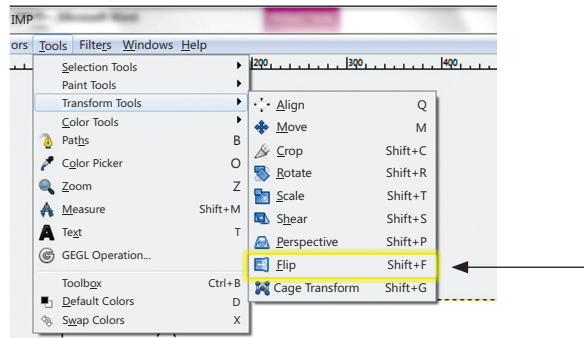 IMP
ors Tools Filters Windows Help
200 300 400
Selection Tools
Paint Tools
Transform Tools
Color Tools
Paths B
Color Picker O
Zoom Z
Measure Shift+M
Text T
GEGL Operation...
Toolbox Ctrl+B
Default Colors D
Swap Colors X
Align Q
Move M
Crop Shift+C
Rotate Shift+R
Scale Shift+T
Shear Shift+S
Perspective Shift+P
Flip Shift+F
Cage Transform Shift+G